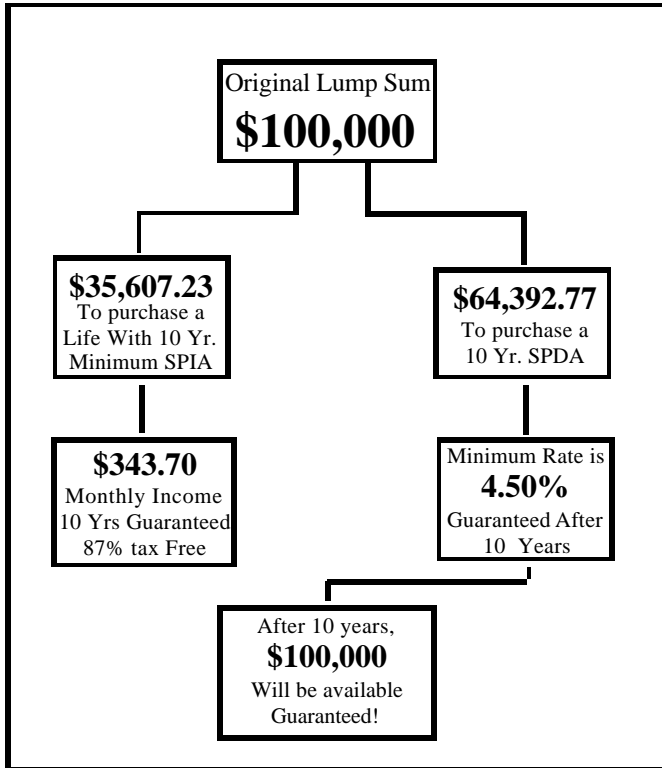 Original Lump Sum
$100,000
$35,607.23
To purchase a
Life With 10 Yr.
Minimum SPIA
$64,392.77
To purchase a
10 Yr. SPDA
$343.70
Monthly Income
10 Yrs Guaranteed
87% tax Free
Minimum Rate is
4.50%
Guaranteed After
10 Years
After 10 years,
$100,000
Will be available
Guaranteed!